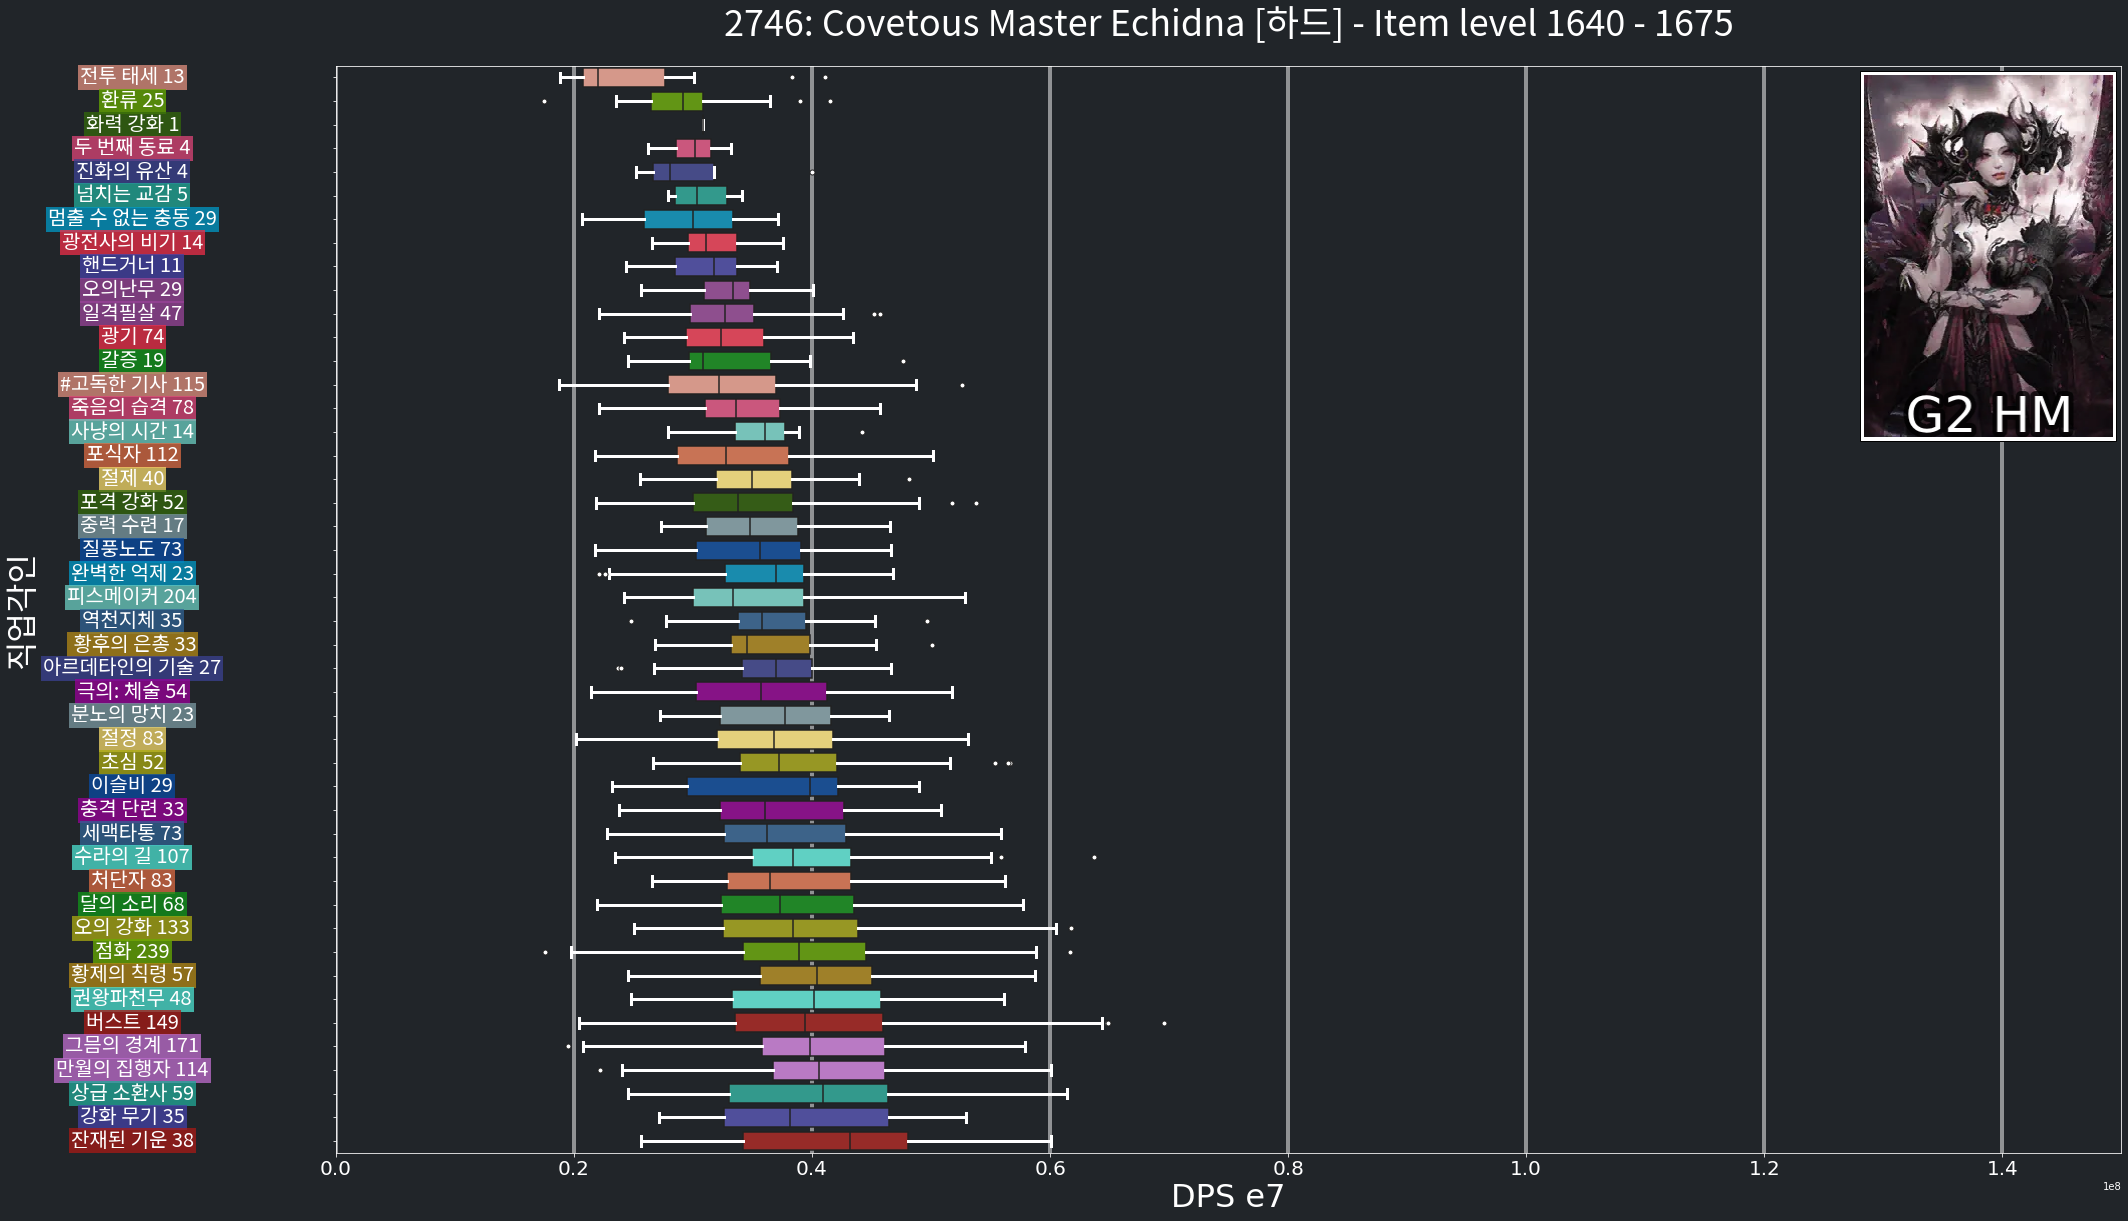 2746: Covetous Master Echidna [하드] - Item level 1640 - 1675
직업각인
전투 태세 13
환류 25
화력 강화 1
두 번째 동료 4
진화의 유산 4
넘치는 교감 5
멈출 수 없는 충동 29
광전사의 비기 14
핸드거너 11
오의난무 29
일격필살 47
광기 74
갈증 19
#고독한 기사 115
죽음의 습격 78
사냥의 시간 14
포식자 112
절제 40
포격 강화 52
중력 수련 17
질풍노도 73
완벽한 억제 23
피스메이커 204
역천지체 35
황후의 은총 33
아르데타인의 기술 27
극의: 체술 54
분노의 망치 23
절정 83
초심 52
이슬비 29
충격 단련 33
세맥타통 73
수라의 길 107
처단자 83
달의 소리 68
오의 강화 133
점화 239
황제의 칙령 57
권왕파천무 48
버스트 149
그믐의 경계 171
만월의 집행자 114
상급 소환사 59
강화 무기 35
잔재된 기운 38
G2 HM
0.0 0.2 0.4 0.6 0.8 1.0 1.2 1.4
1e8
DPS e7